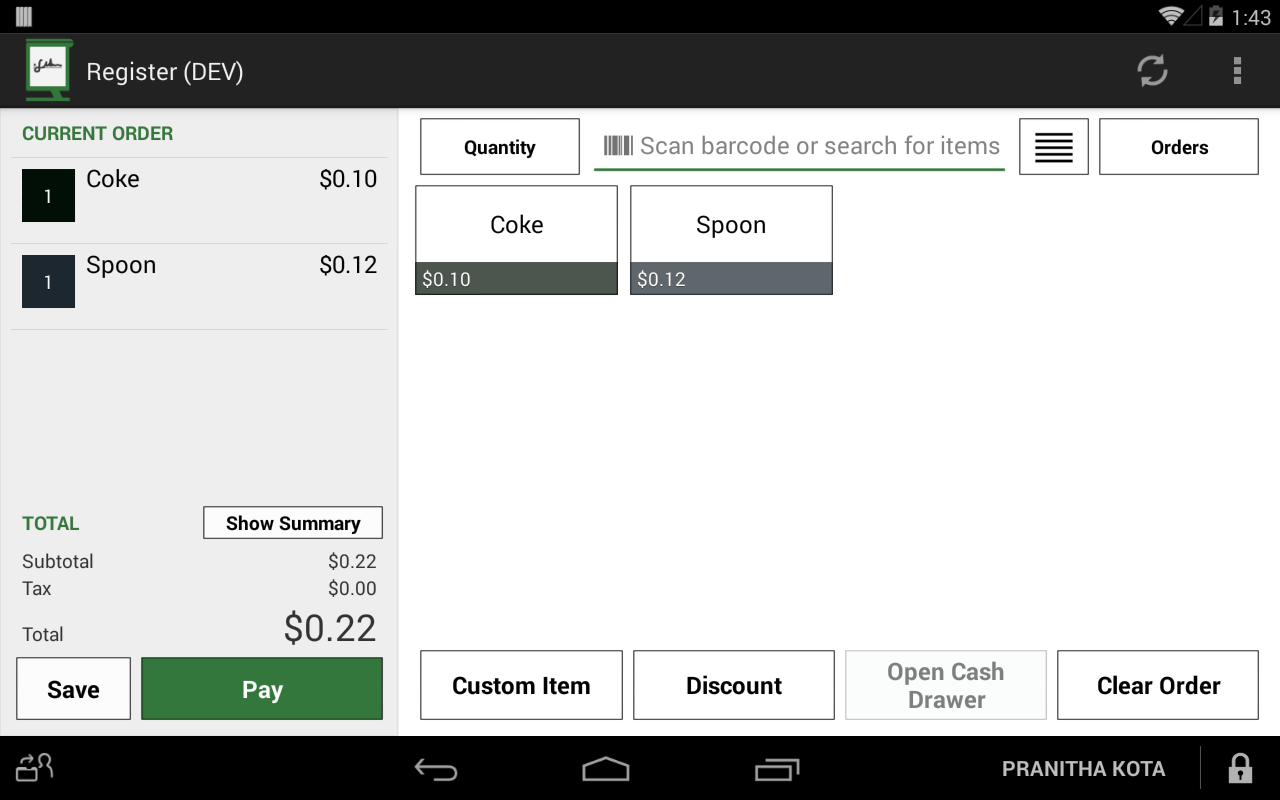 1:43
Register (DEV)
CURRENT ORDER
1 Coke $0.10
1 Spoon $0.12
TOTAL Show Summary
Subtotal $0.22
Tax $0.00
Total $0.22
Save Pay
Quantity Scan barcode or search for items Orders
Coke Spoon
$0.10 $0.12
Custom Item Discount Open Cash Clear Order
Drawer
PRANITHA KOTA